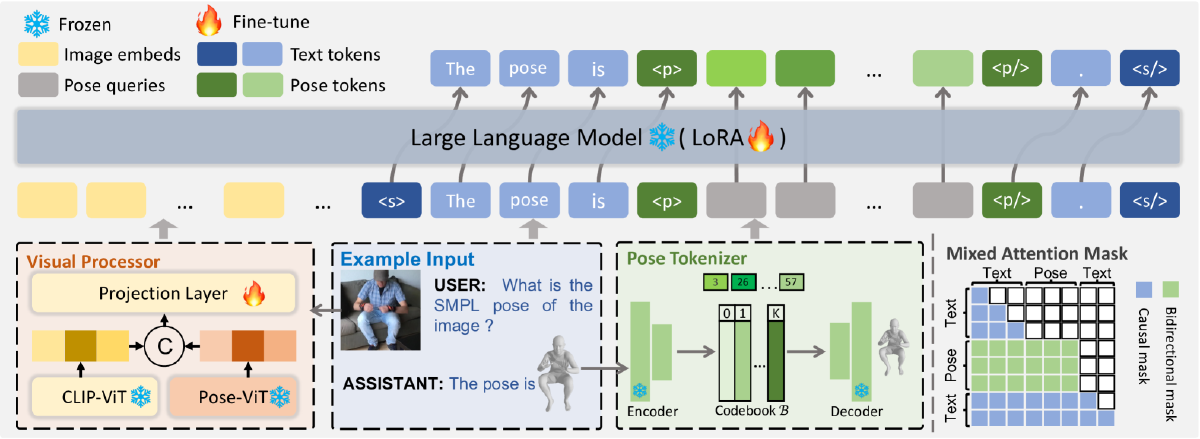 Frozen
Fine-tune
Image embeds
Text tokens
Pose queries
Pose tokens
The pose is <p> ... <p/> . <s/>
Large Language Model ( LoRA )
... ... <s> The pose is <p> ... <p/> . <s/>
Visual Processor
Projection Layer
C
CLIP-ViT
Pose-ViT
Example Input
USER: What is the
SMPL pose of the
image ?
ASSISTANT: The pose is
Pose Tokenizer
3 26 ... 57
0 1 ... K
Encoder
Codebook ℬ
Decoder
Mixed Attention Mask
Text Pose Text
Text
Pose
Text
Causal mask
Bidirectional mask